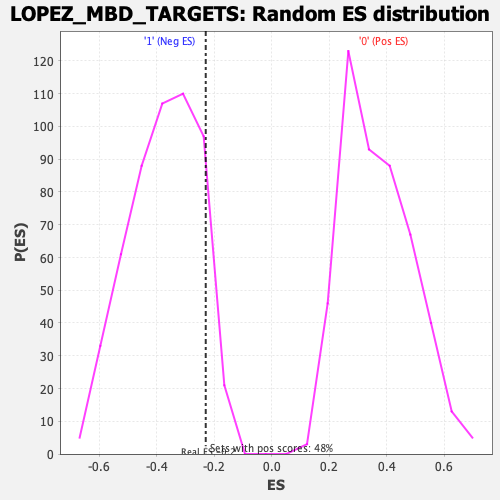 LOPEZ_MBD_TARGETS: Random ES distribution
'1' (Neg ES)
'0' (Pos ES)
120
110
100
90
80
70
60
50
40
30
20
10
0
P(ES)
Sets with pos scores: 48%
Real ES
-0.6 -0.4 -0.2 0.0 0.2 0.4 0.6
ES